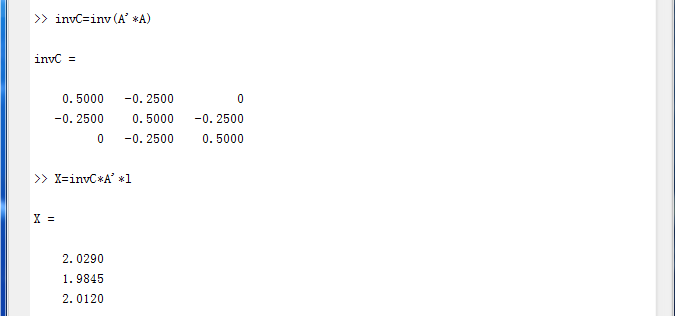 >> invC=inv(A'*A)
invC =
0.5000 -0.2500 0
-0.2500 0.5000 -0.2500
0 -0.2500 0.5000
>> X=invC*A'*l
X =
2.0290
1.9845
2.0120